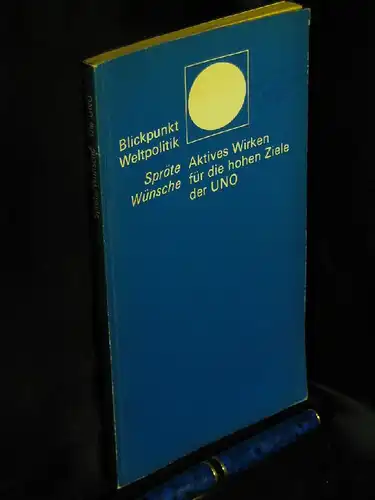 Blickpunkt
Weltpolitik
Spröte
Wünsche
Aktives Wirken
für die hohen Ziele
der UNO